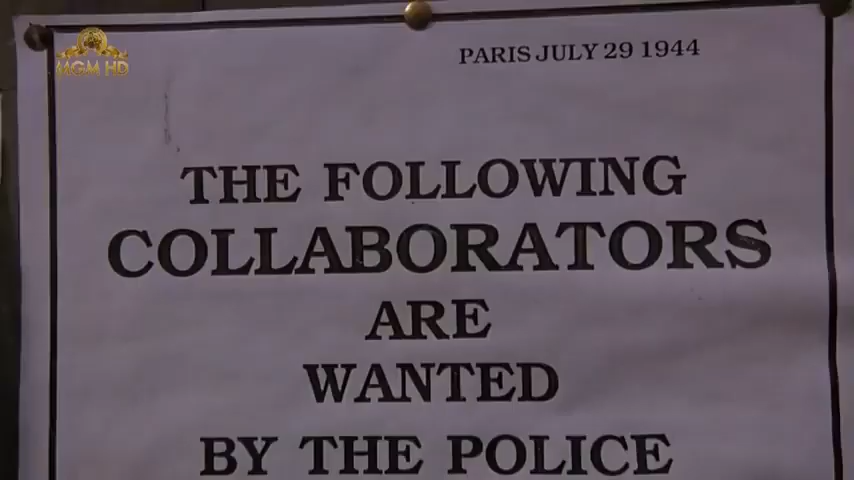 MGM HD
PARIS JULY 29 1944
THE FOLLOWING
COLLABORATORS
ARE
WANTED
BY THE POLICE